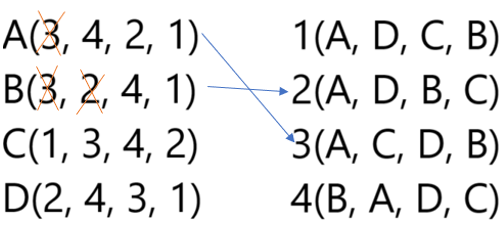 A(3, 4, 2, 1) 1(A, D, C, B)
B(3, 2, 4, 1) 2(A, D, B, C)
C(1, 3, 4, 2) 3(A, C, D, B)
D(2, 4, 3, 1) 4(B, A, D, C)